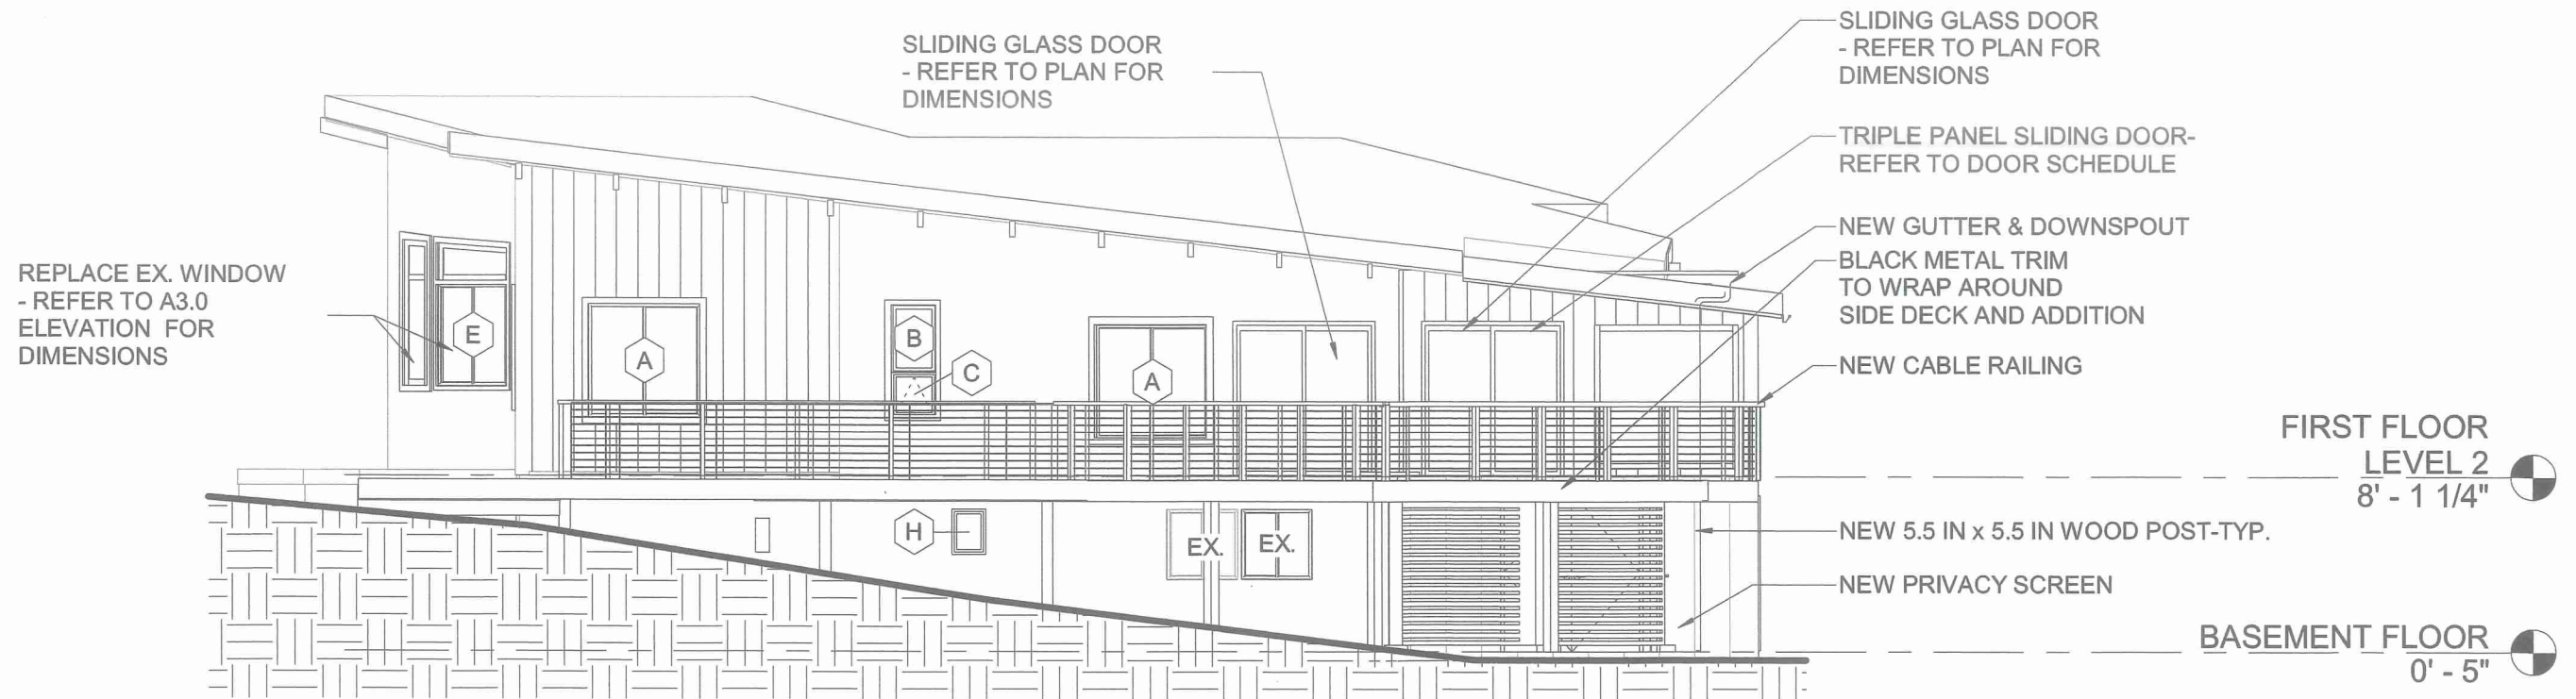 SLIDING GLASS DOOR
- REFER TO PLAN FOR
DIMENSIONS
SLIDING GLASS DOOR
- REFER TO PLAN FOR
DIMENSIONS
TRIPLE PANEL SLIDING DOOR-
REFER TO DOOR SCHEDULE
NEW GUTTER & DOWNSPOUT
BLACK METAL TRIM
TO WRAP AROUND
SIDE DECK AND ADDITION
NEW CABLE RAILING
REPLACE EX. WINDOW
- REFER TO A3.0
ELEVATION FOR
DIMENSIONS
E
A
B
C
A
FIRST FLOOR
LEVEL 2
8' - 1 1/4"
H
EX.
EX.
NEW 5.5 IN x 5.5 IN WOOD POST-TYP.
NEW PRIVACY SCREEN
BASEMENT FLOOR
0' - 5"